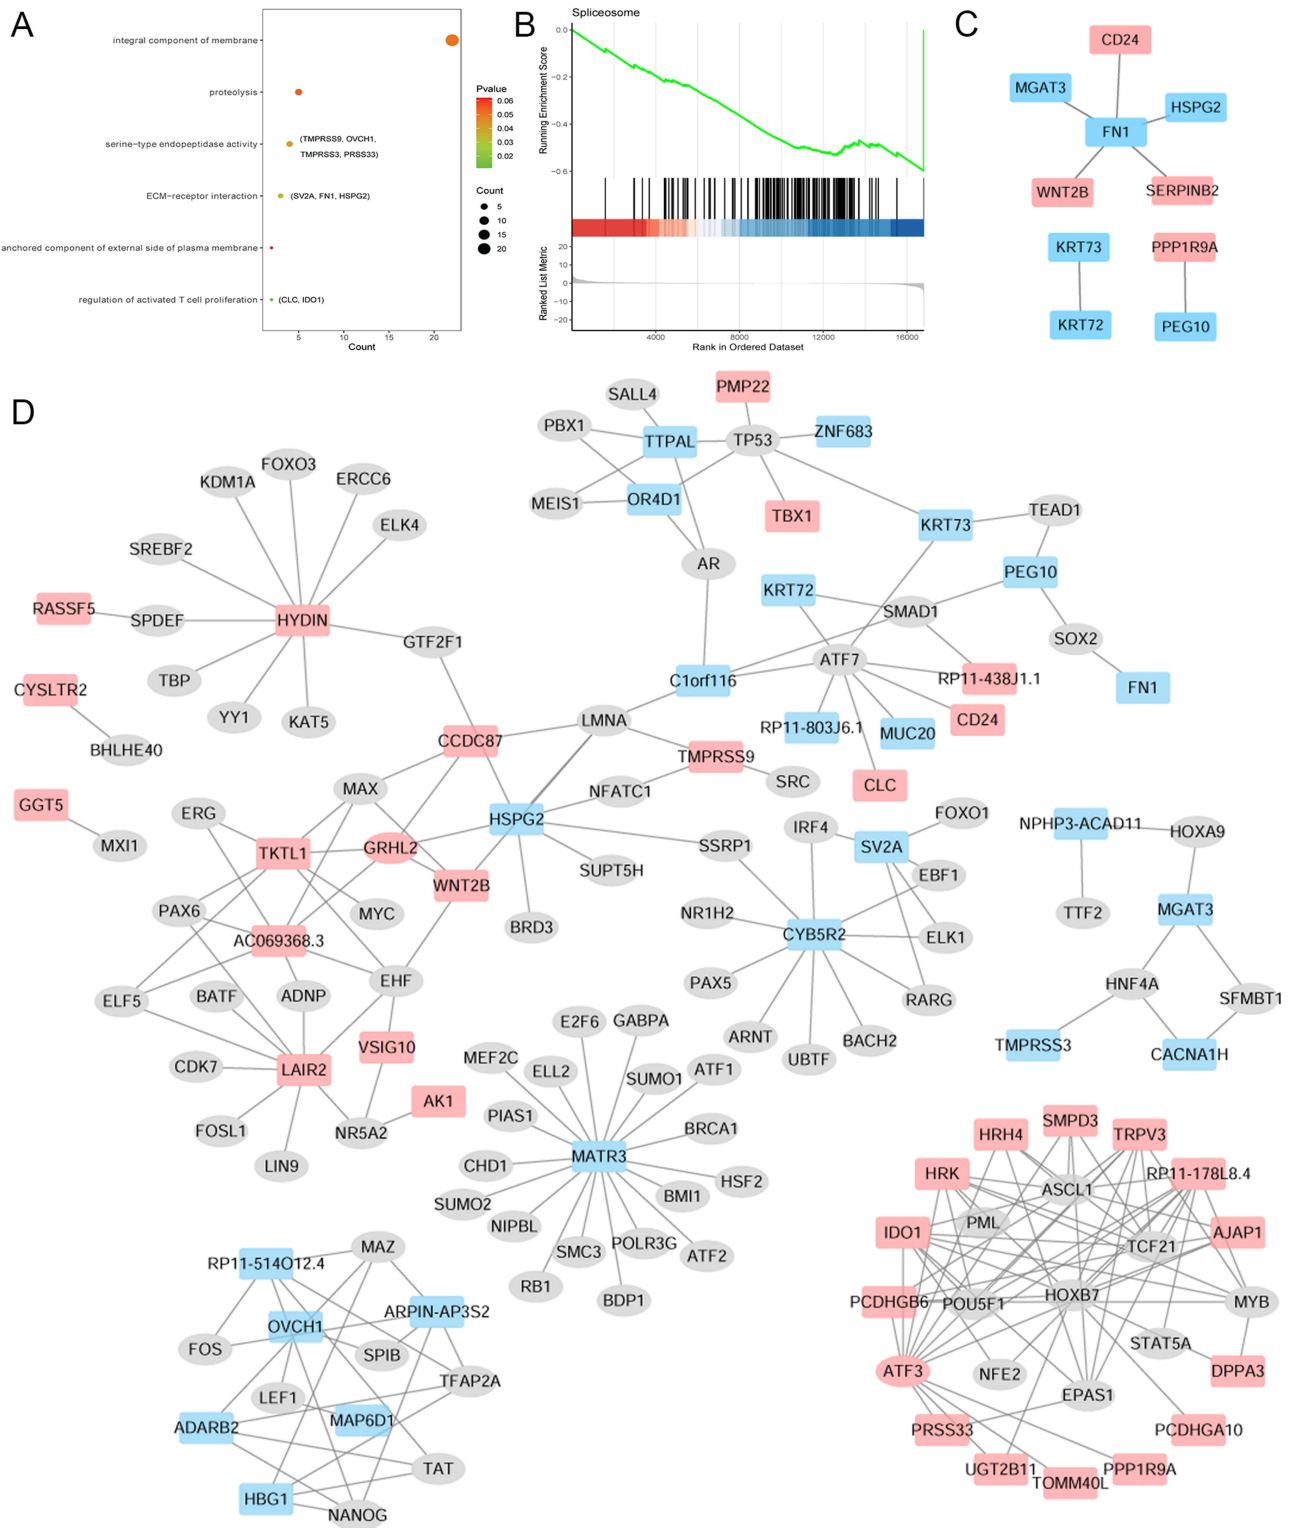 A
integral component of membrane
proteolysis
serine−type endopeptidase activity
(TMPRSS9, OVCH1,
TMPRSS3, PRSS33)
ECM−receptor interaction
(SV2A, FN1, HSPG2)
anchored component of external side of plasma membrane
regulation of activated T cell proliferation
(CLC, IDO1)
5
10
15
20
Count
Pvalue
0.06
0.05
0.04
0.03
0.02
Count
5
10
15
20
B
Spliceosome
Running Enrichment Score
0.0
−0.2
−0.4
−0.6
Ranked List Metric
20
10
0
−10
−20
4000
8000
12000
16000
Rank in Ordered Dataset
C
CD24
MGAT3
HSPG2
FN1
WNT2B
SERPINB2
KRT73
PPP1R9A
KRT72
PEG10
D
SALL4
PMP22
PBX1
TTPAL
TP53
ZNF683
MEIS1
OR4D1
TBX1
KRT73
TEAD1
AR
PEG10
KRT72
SMAD1
SOX2
ATF7
C1orf116
RP11-438J1.1
FN1
CD24
RP11-803J6.1
MUC20
CLC
FOXO3
KDM1A
ERCC6
ELK4
SREBF2
RASSF5
SPDEF
HYDIN
GTF2F1
TBP
CYSLTR2
YY1
KAT5
BHLHE40
GGT5
MXI1
LMNA
CCDC87
TMPRSS9
SRC
NFATC1
MAX
HSPG2
ERG
TKTL1
GRHL2
SSRP1
SUPT5H
WNT2B
PAX6
MYC
BRD3
AC069368.3
EHF
ELF5
BATF
ADNP
VSIG10
CDK7
LAIR2
AK1
FOSL1
NR5A2
LIN9
IRF4
FOXO1
SV2A
EBF1
NR1H2
CYB5R2
ELK1
PAX5
RARG
ARNT
UBTF
BACH2
NPHP3-ACAD11
HOXA9
TTF2
MGAT3
HNF4A
SFMBT1
TMPRSS3
CACNA1H
E2F6
GABPA
MEF2C
ELL2
SUMO1
ATF1
PIAS1
BRCA1
MATR3
CHD1
HSF2
SUMO2
BMI1
NIPBL
SMC3
POLR3G
ATF2
RB1
BDP1
SMPD3
HRH4
TRPV3
HRK
RP11-178L8.4
ASCL1
PML
IDO1
TCF21
AJAP1
PCDHGB6
POU5F1
HOXB7
MYB
STAT5A
ATF3
NFE2
DPPA3
EPAS1
PRSS33
PCDHGA10
UGT2B11
TOMM40L
PPP1R9A
MAZ
RP11-514O12.4
ARPIN-AP3S2
OVCH1
FOS
SPIB
TFAP2A
LEF1
ADARB2
MAP6D1
TAT
HBG1
NANOG